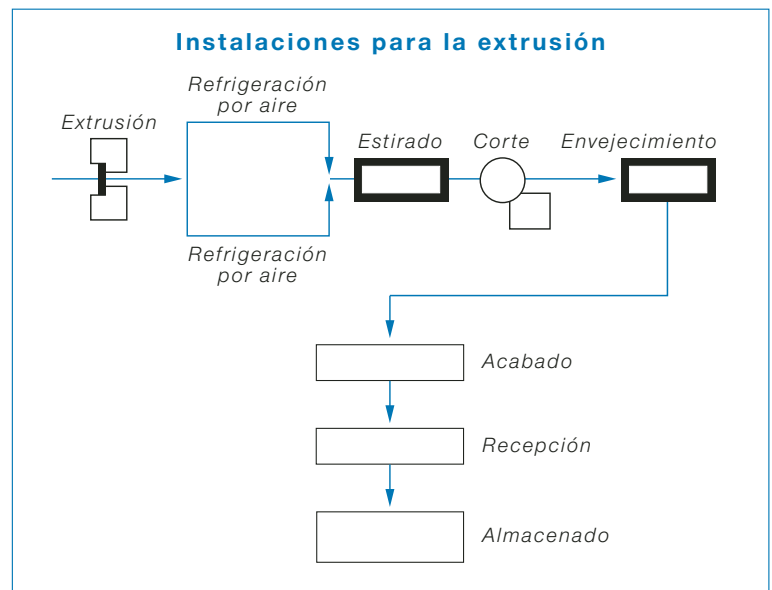 Instalaciones para la extrusión
Refrigeración
por aire
Extrusión
Estirado
Corte
Envejecimiento
Refrigeración
por aire
Acabado
Recepción
Almacenado